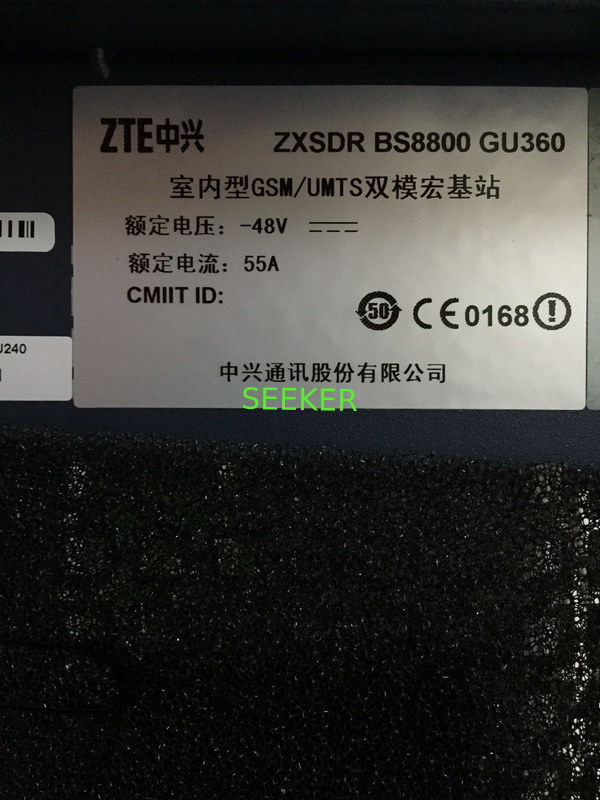 ZTE中兴 ZXSDR BS8800 GU360
室内型GSM/UMTS双模宏基站
额定电压：-48V
额定电流：55A
CMIIT ID:
50 CE0168
J240
中兴通讯股份有限公司
SEEKER